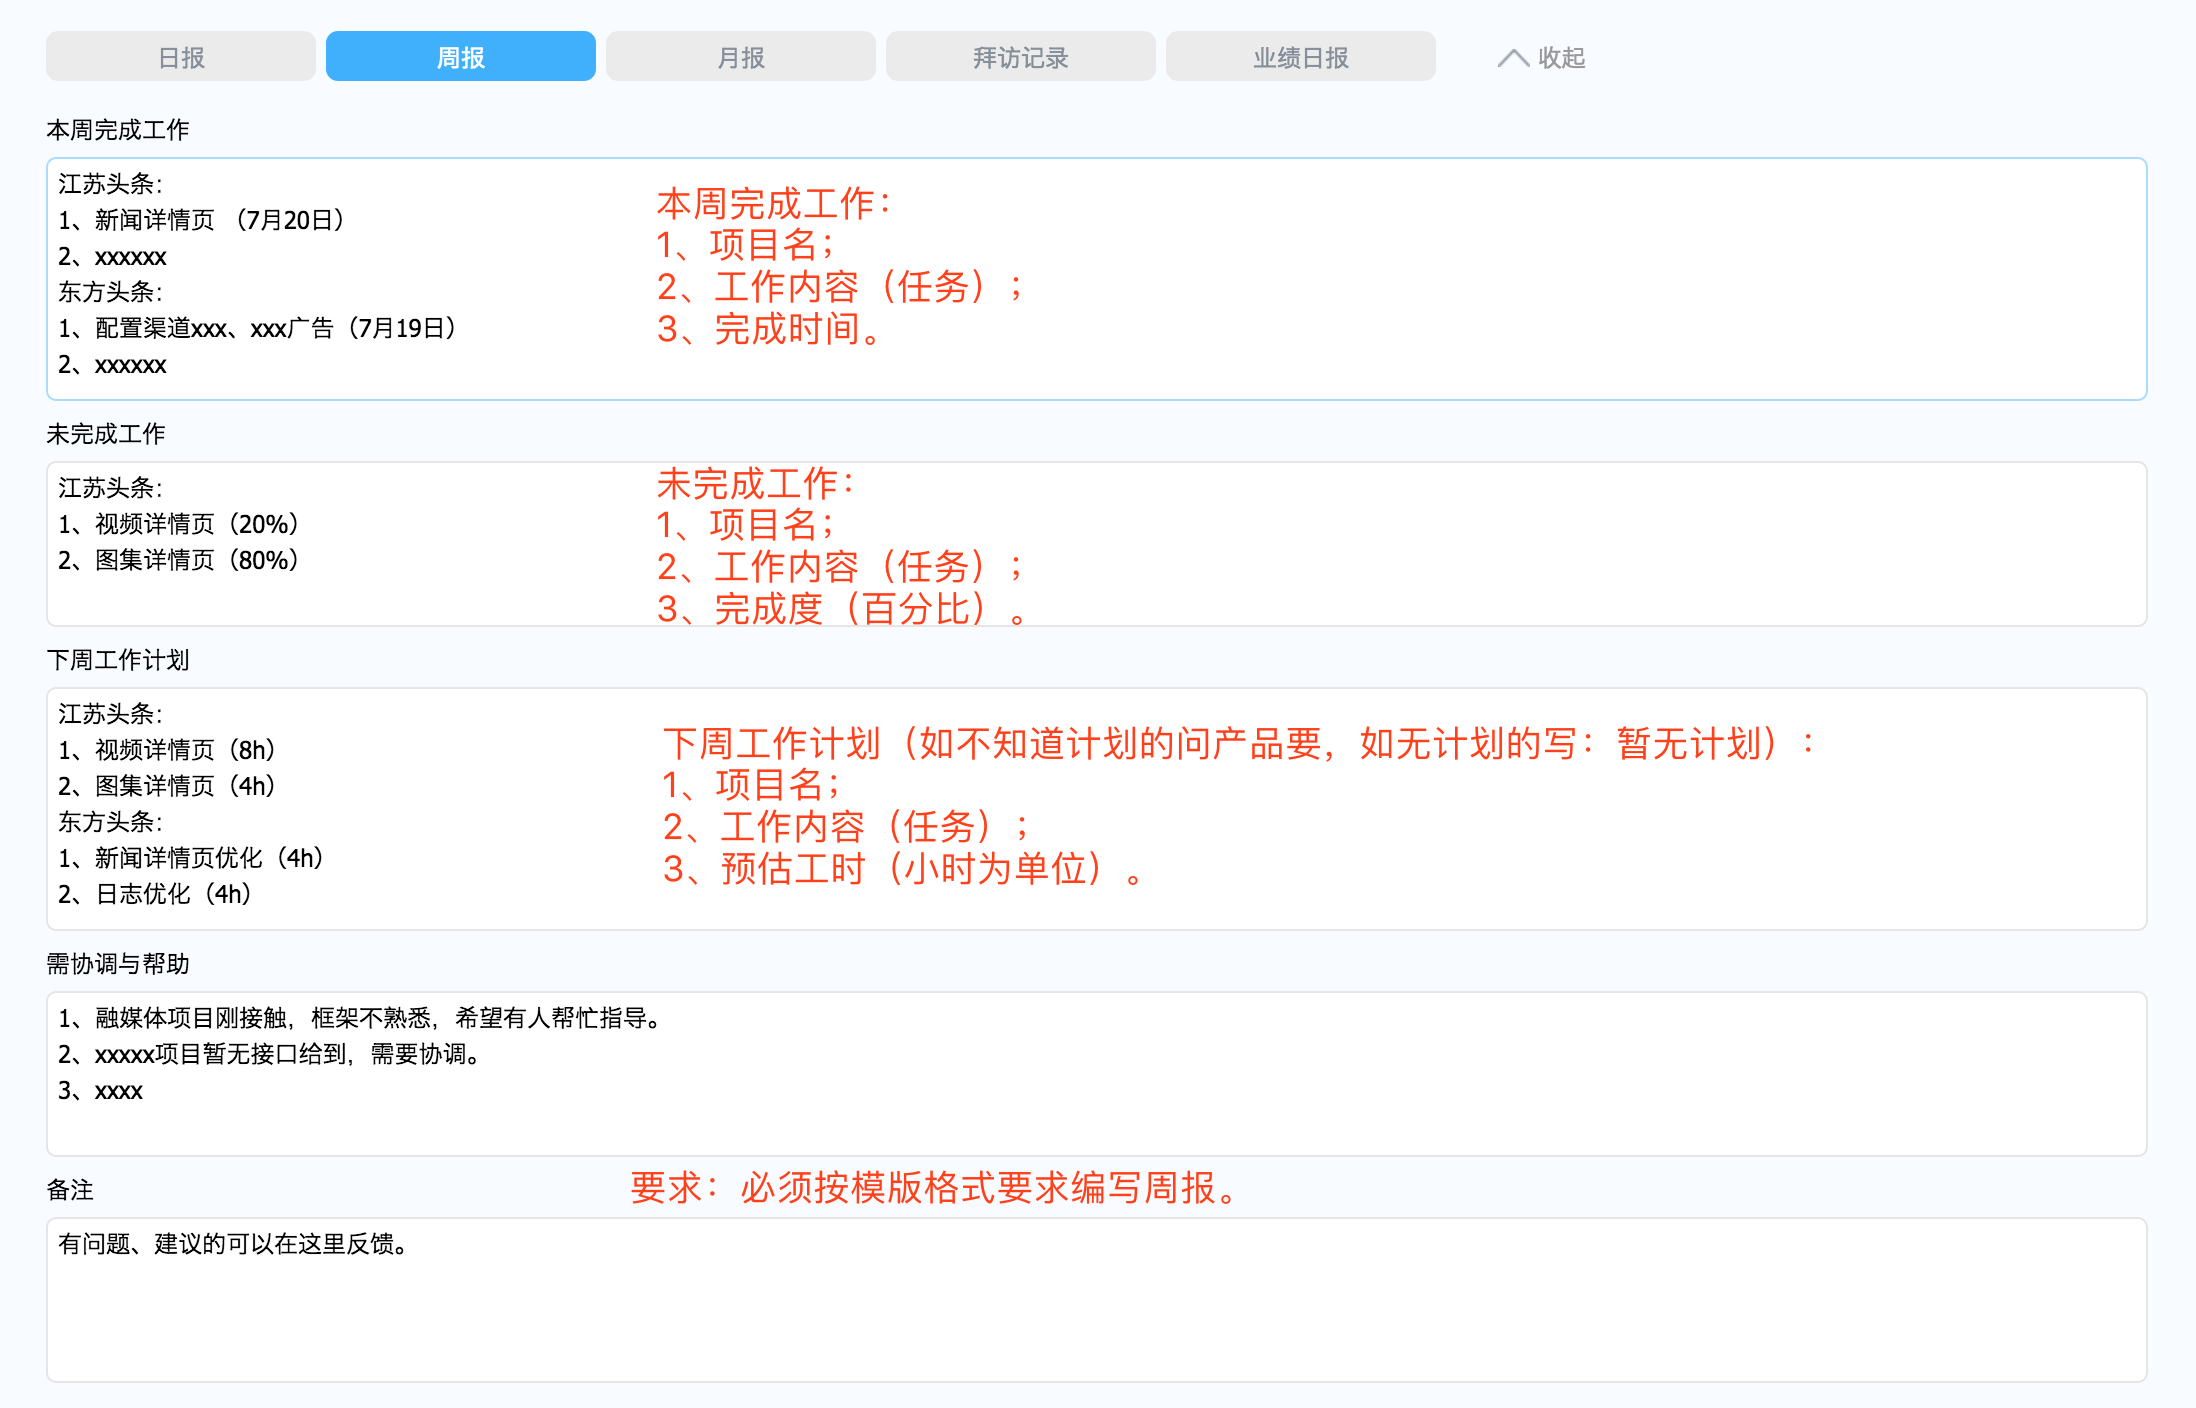 日报 周报 月报 拜访记录 业绩日报 收起
本周完成工作
江苏头条：
1、新闻详情页 （7月20日）
2、xxxxxx
东方头条：
1、配置渠道xxx、xxx广告（7月19日）
2、xxxxxx
本周完成工作：
1、项目名；
2、工作内容（任务）；
3、完成时间。
未完成工作
江苏头条：
1、视频详情页（20%）
2、图集详情页（80%）
未完成工作：
1、项目名；
2、工作内容（任务）；
3、完成度（百分比）。
下周工作计划
江苏头条：
1、视频详情页（8h）
2、图集详情页（4h）
东方头条：
1、新闻详情页优化（4h）
2、日志优化（4h）
下周工作计划（如不知道计划的问产品要，如无计划的写：暂无计划）：
1、项目名；
2、工作内容（任务）；
3、预估工时（小时为单位）。
需协调与帮助
1、融媒体项目刚接触，框架不熟悉，希望有人帮忙指导。
2、xxxxx项目暂无接口给到，需要协调。
3、xxxx
备注
要求：必须按模版格式要求编写周报。
有问题、建议的可以在这里反馈。